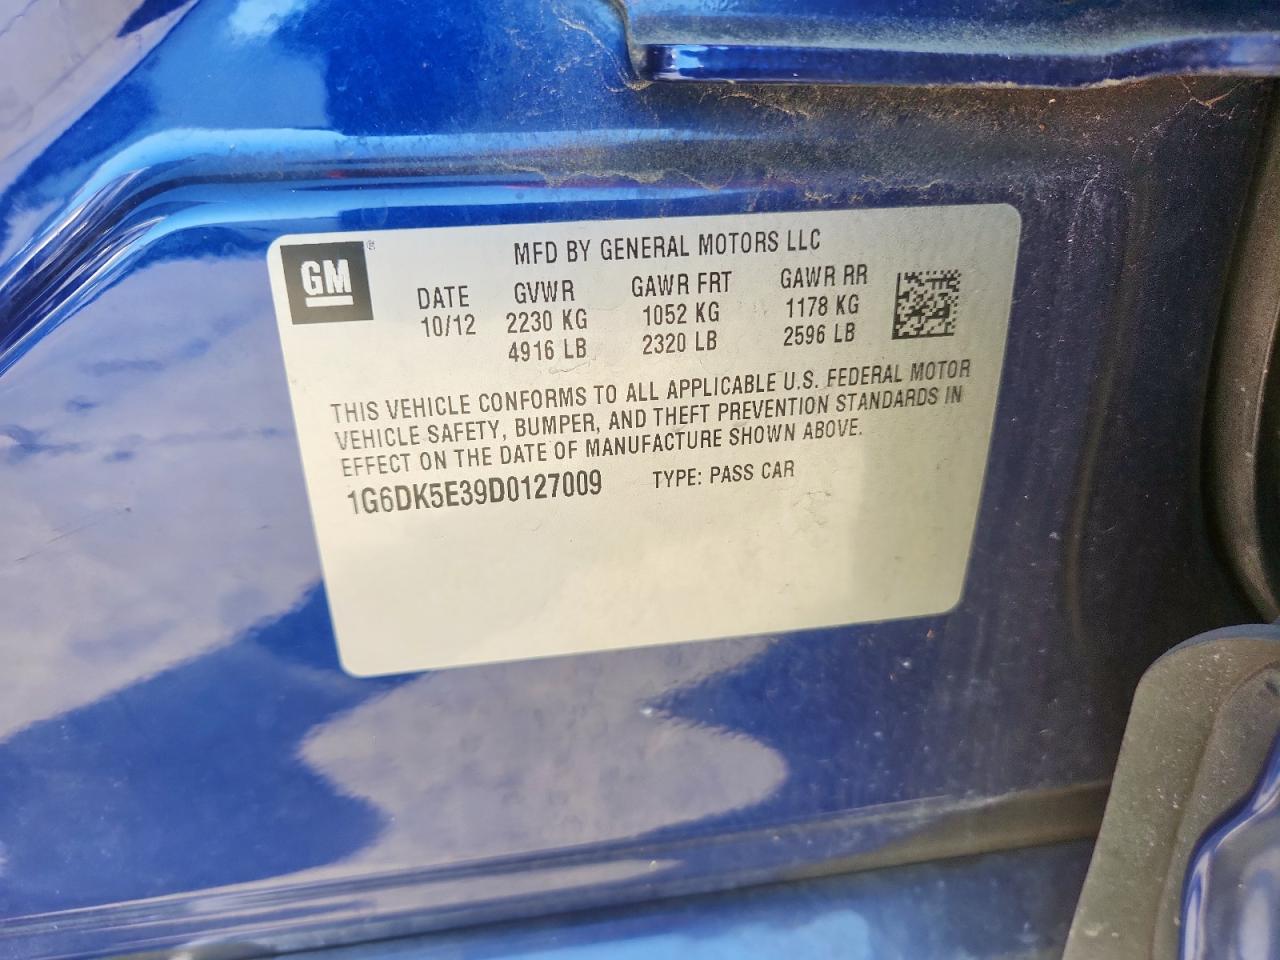 MFD BY GENERAL MOTORS LLC
GM®
DATE GVWR GAWR FRT GAWR RR
10/12 2230 KG 1052 KG 1178 KG
4916 LB 2320 LB 2596 LB
THIS VEHICLE CONFORMS TO ALL APPLICABLE U.S. FEDERAL MOTOR
VEHICLE SAFETY, BUMPER, AND THEFT PREVENTION STANDARDS IN
EFFECT ON THE DATE OF MANUFACTURE SHOWN ABOVE.
1G6DK5E39D0127009 TYPE: PASS CAR